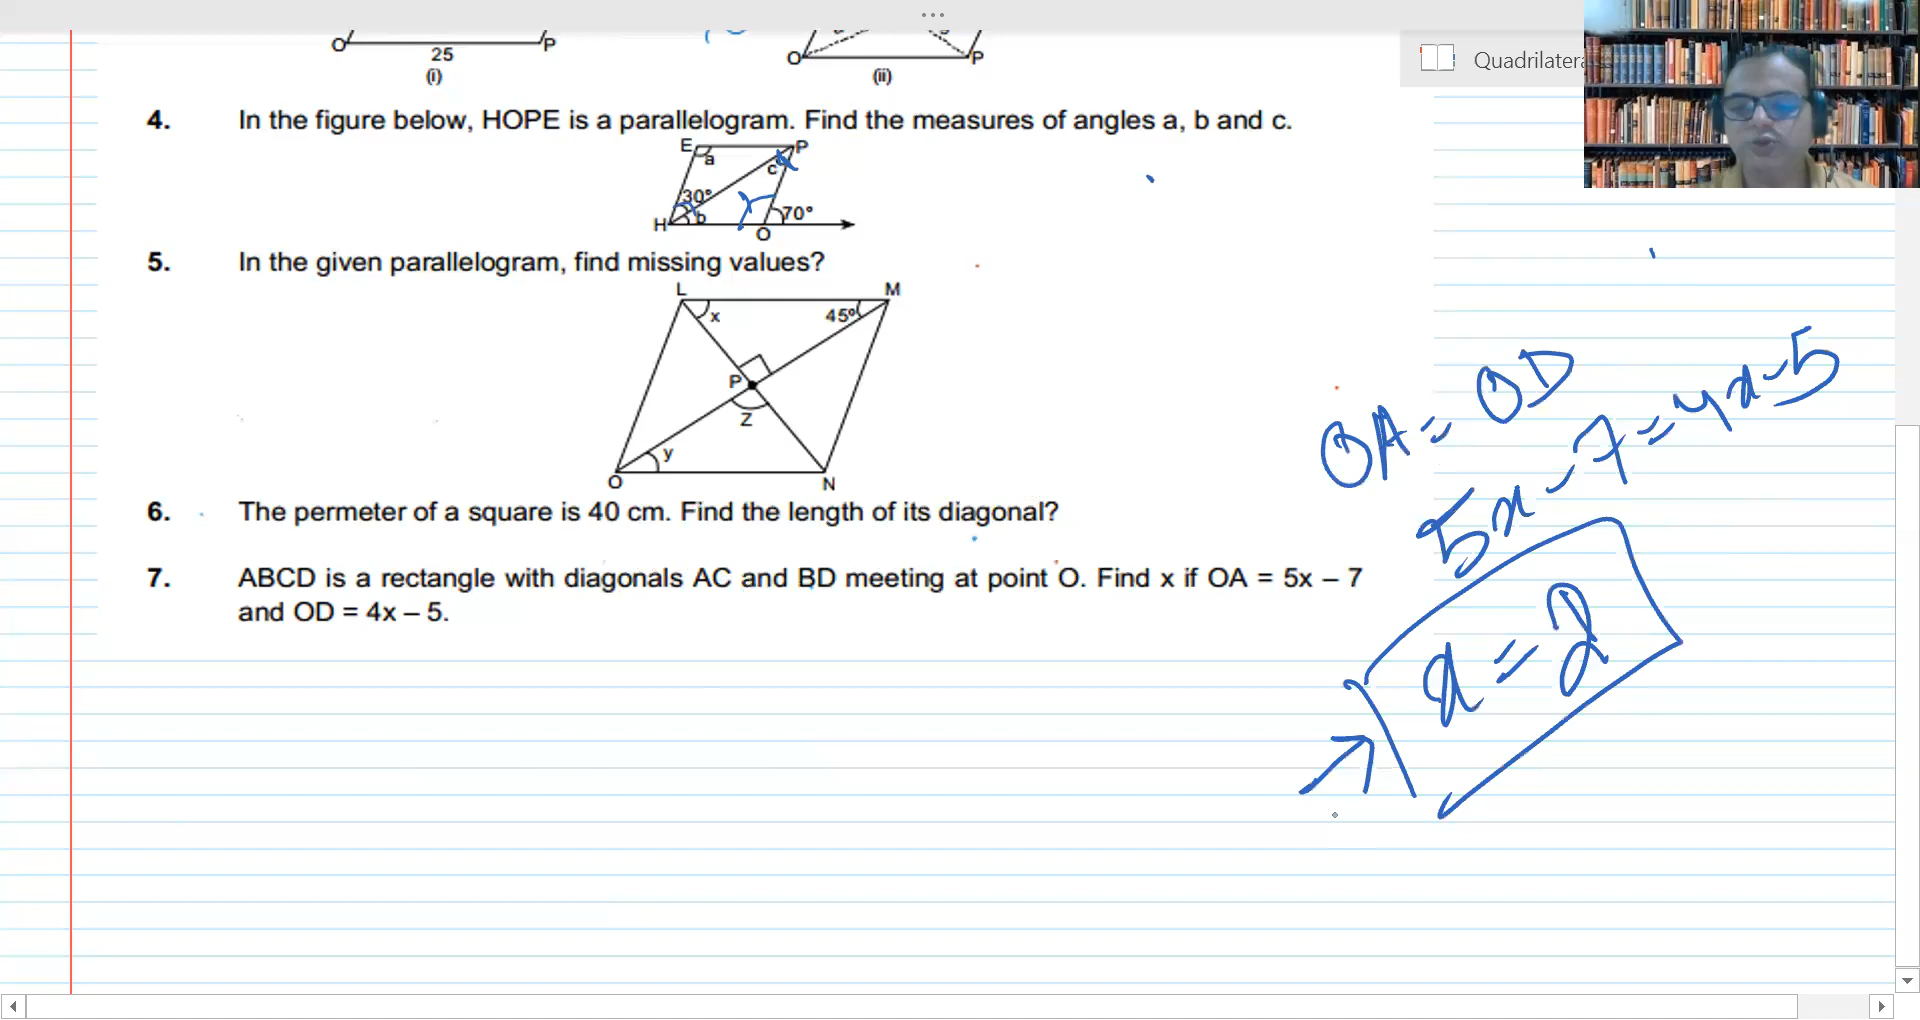 O P O P
25
(i) (ii)
Quadrilatera
4. In the figure below, HOPE is a parallelogram. Find the measures of angles a, b and c.
E P
a c
30°
b 70°
H O
5. In the given parallelogram, find missing values?
L M
x 45°
P
Z
y
O N
OA = OD
5x - 7 = 4x - 5
x = 2
6. The permeter of a square is 40 cm. Find the length of its diagonal?
7. ABCD is a rectangle with diagonals AC and BD meeting at point O. Find x if OA = 5x – 7
and OD = 4x – 5.